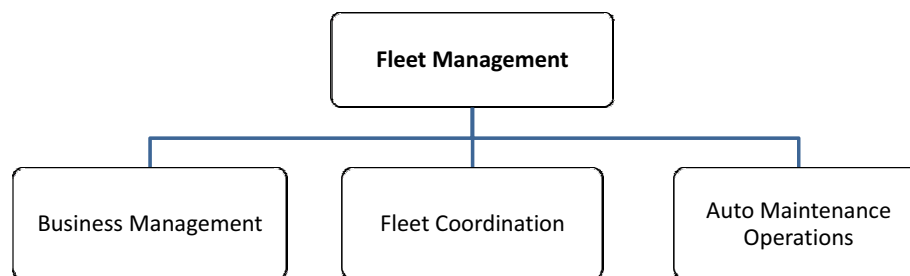 Fleet Management
Business Management
Fleet Coordination
Auto Maintenance
Operations